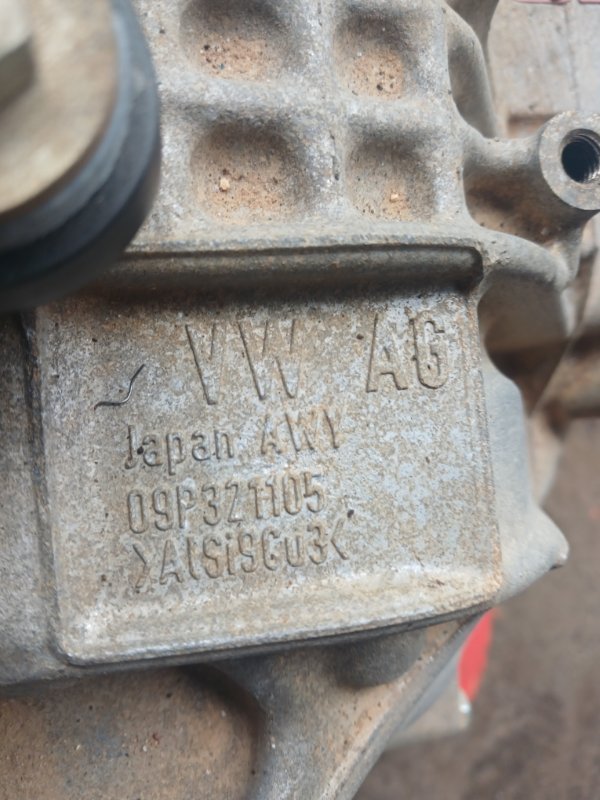 VW AG
Japan AWY
09P321105
>AlSi9Cu3<